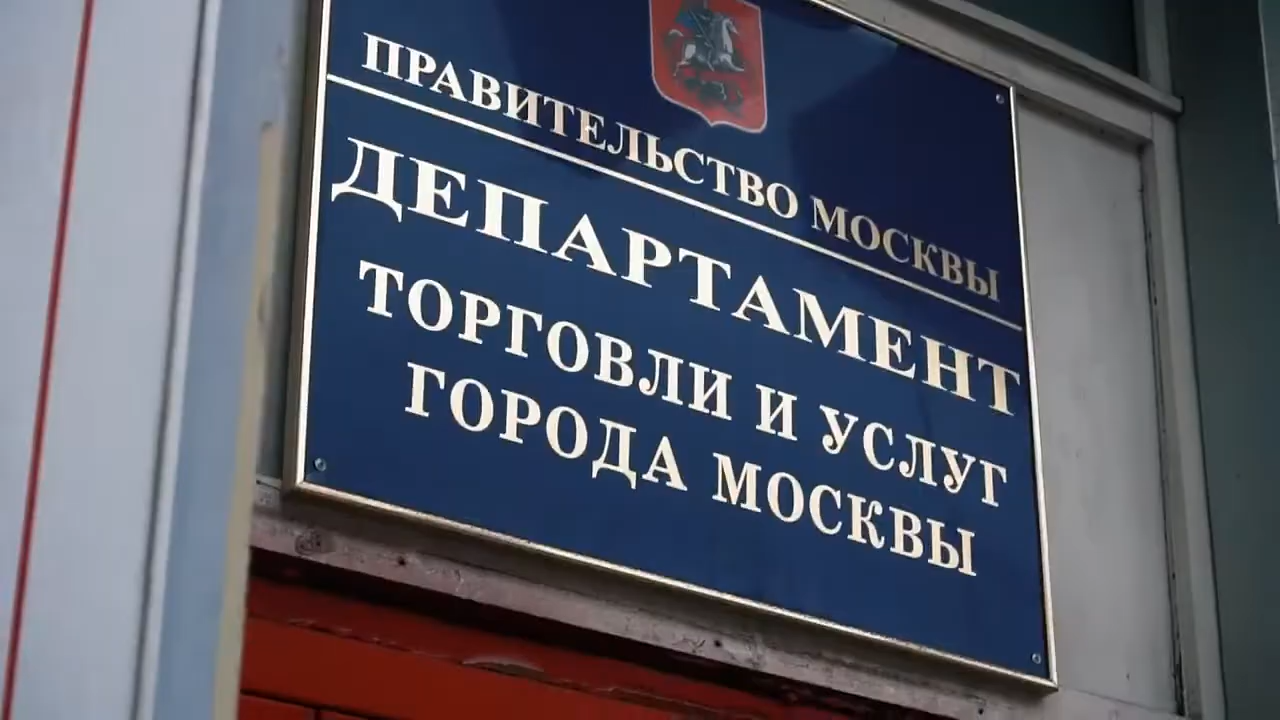 ПРАВИТЕЛЬСТВО МОСКВЫ
ДЕПАРТАМЕНТ
ТОРГОВЛИ И УСЛУГ
ГОРОДА МОСКВЫ